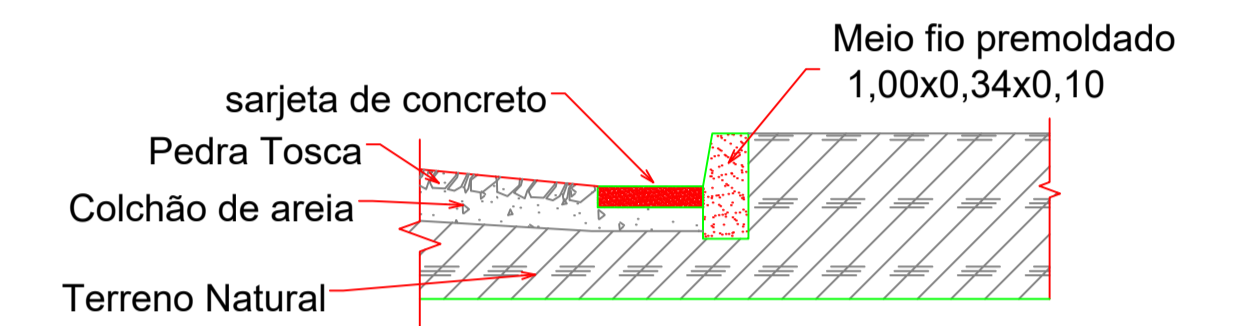 Meio fio premoldado
1,00x0,34x0,10
sarjeta de concreto
Pedra Tosca
Colchão de areia
Terreno Natural